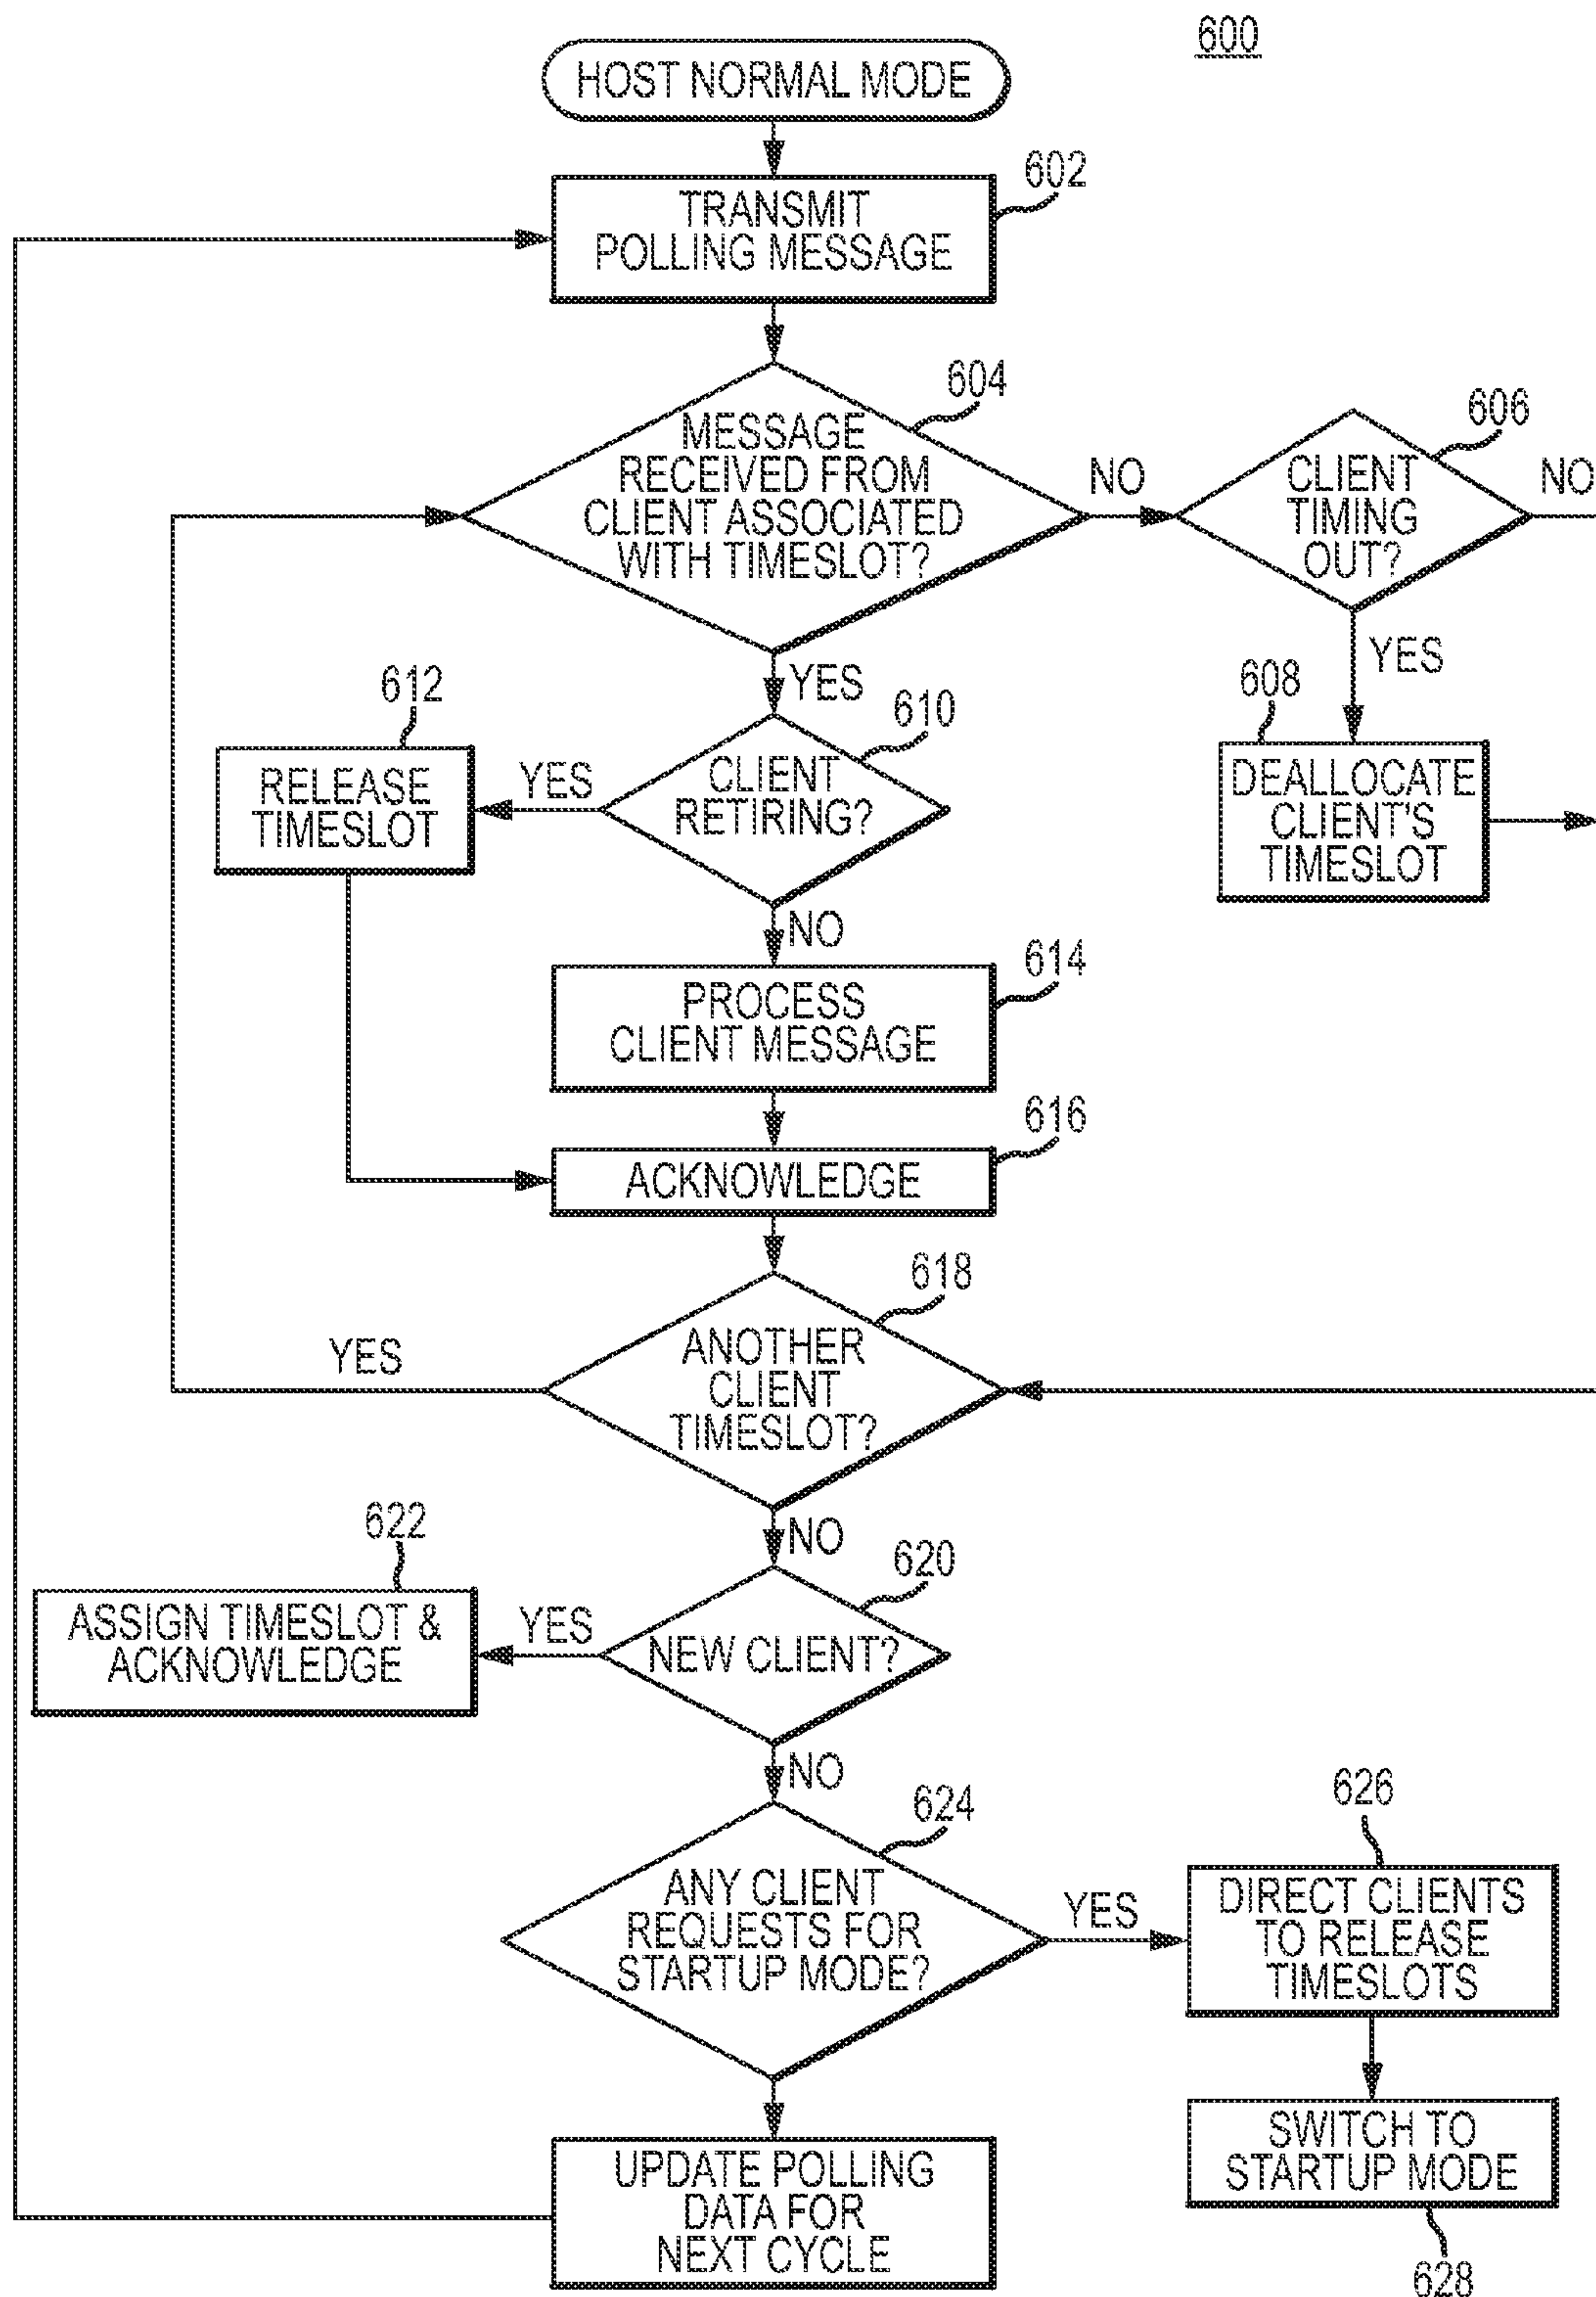 600
HOST NORMAL MODE
602
TRANSMIT
POLLING MESSAGE
604
MESSAGE
RECEIVED FROM
CLIENT ASSOCIATED
WITH TIMESLOT?
NO
606
CLIENT
TIMING
OUT?
NO
YES
YES
612
RELEASE
TIMESLOT
YES
610
CLIENT
RETIRING?
608
DEALLOCATE
CLIENT'S
TIMESLOT
NO
614
PROCESS
CLIENT MESSAGE
616
ACKNOWLEDGE
618
ANOTHER
CLIENT
TIMESLOT?
YES
NO
622
ASSIGN TIMESLOT &
ACKNOWLEDGE
YES
620
NEW CLIENT?
NO
624
ANY CLIENT
REQUESTS FOR
STARTUP MODE?
YES
626
DIRECT CLIENTS
TO RELEASE
TIMESLOTS
UPDATE POLLING
DATA FOR
NEXT CYCLE
SWITCH TO
STARTUP MODE
628